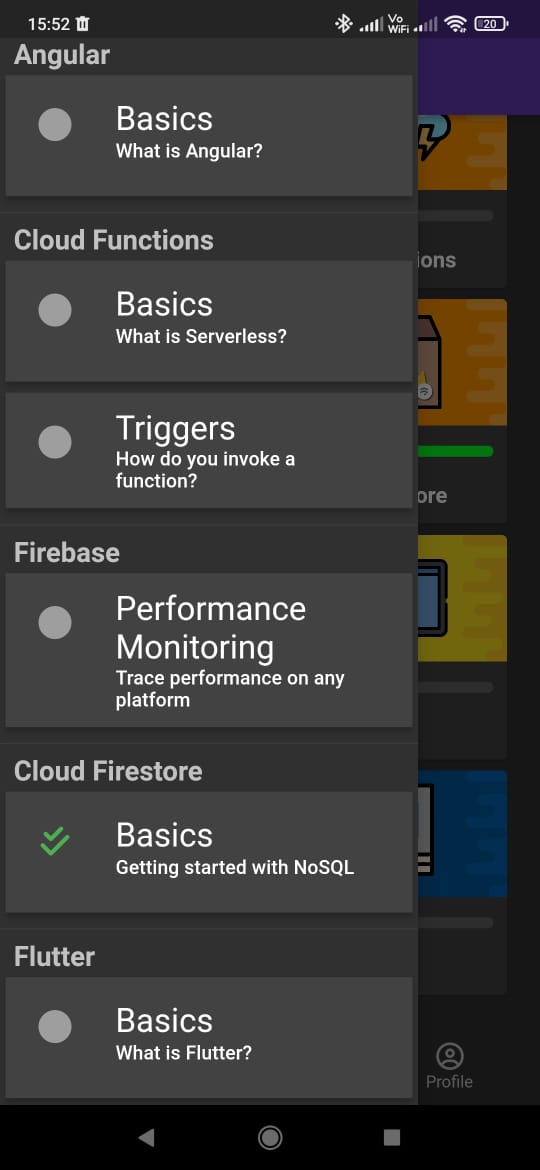 15:52
Vo
WiFi
20
Angular
Basics
What is Angular?
Cloud Functions
ions
Basics
What is Serverless?
Triggers
How do you invoke a
function?
ore
Firebase
Performance
Monitoring
Trace performance on any
platform
Cloud Firestore
Basics
Getting started with NoSQL
Flutter
Basics
What is Flutter?
Profile